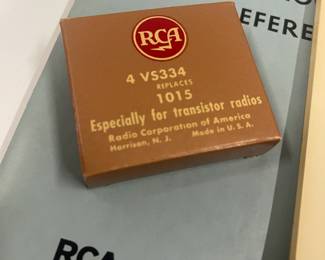 EFERE
RCA
4 VS334
REPLACES
1015
Especially for transistor radios
Radio Corporation of America
Harrison, N. J. Made in U. S. A.
RCA